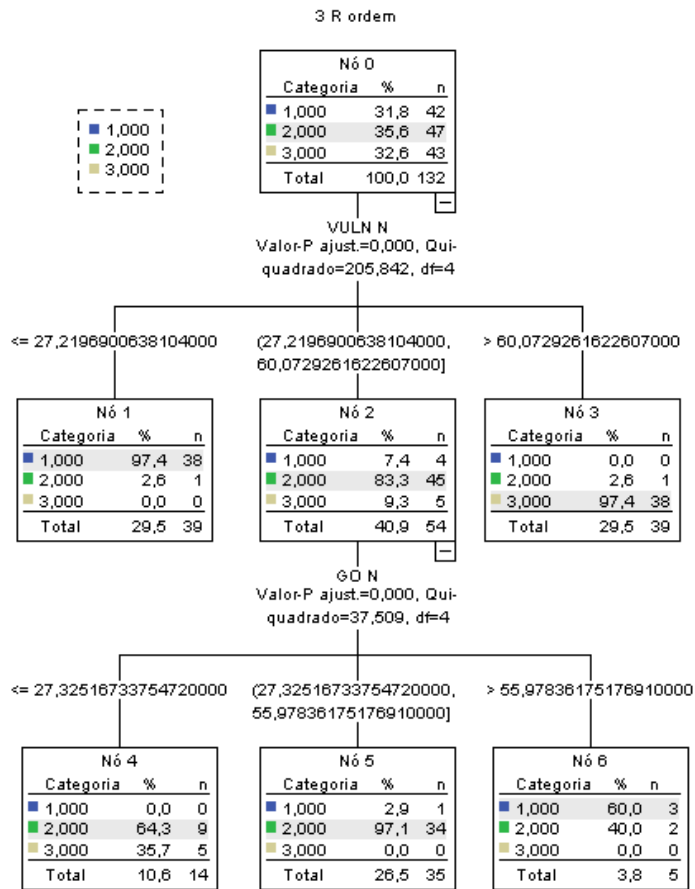 3 R ordem
Nó 0
Categoria % n
1,000 31,8 42
2,000 35,6 47
3,000 32,6 43
Total 100,0 132
1,000
2,000
3,000
VULN N
Valor-P ajust.=0,000, Qui-
quadrado=205,842, df=4
<= 27,2196900638104000
(27,2196900638104000,
60,0729261622607000]
> 60,0729261622607000
Nó 1
Categoria % n
1,000 97,4 38
2,000 2,6 1
3,000 0,0 0
Total 29,5 39
Nó 2
Categoria % n
1,000 7,4 4
2,000 83,3 45
3,000 9,3 5
Total 40,9 54
Nó 3
Categoria % n
1,000 0,0 0
2,000 2,6 1
3,000 97,4 38
Total 29,5 39
GO N
Valor-P ajust.=0,000, Qui-
quadrado=37,509, df=4
<= 27,32516733754720000
(27,32516733754720000,
55,97836175176910000]
> 55,97836175176910000
Nó 4
Categoria % n
1,000 0,0 0
2,000 64,3 9
3,000 35,7 5
Total 10,6 14
Nó 5
Categoria % n
1,000 2,9 1
2,000 97,1 34
3,000 0,0 0
Total 26,5 35
Nó 6
Categoria % n
1,000 60,0 3
2,000 40,0 2
3,000 0,0 0
Total 3,8 5